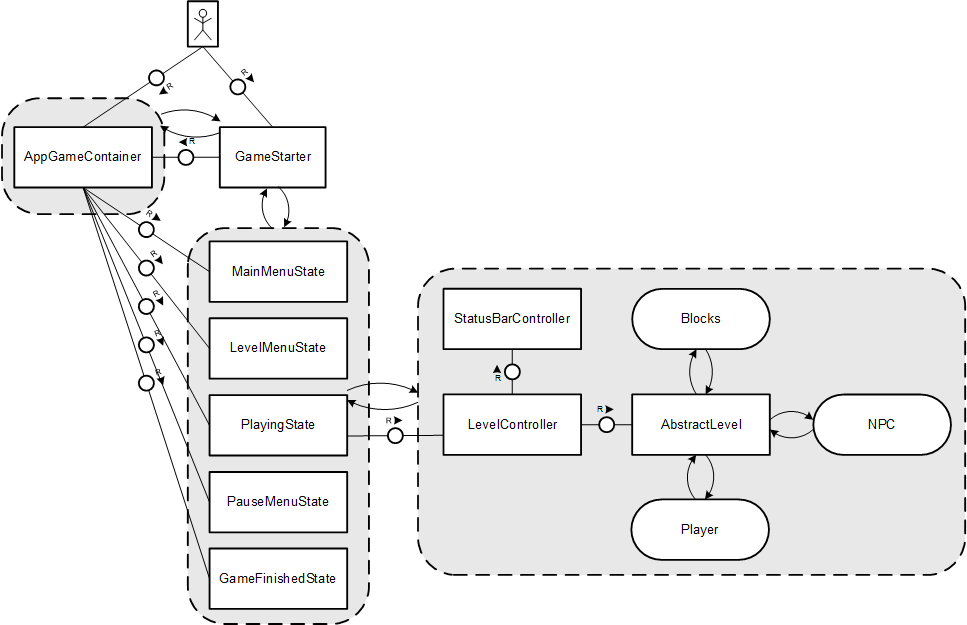 R
R
AppGameContainer
R
GameStarter
R
MainMenuState
R
StatusBarController
Blocks
R
LevelMenuState
R
R
R
PlayingState
R
LevelController
R
AbstractLevel
NPC
PauseMenuState
Player
GameFinishedState